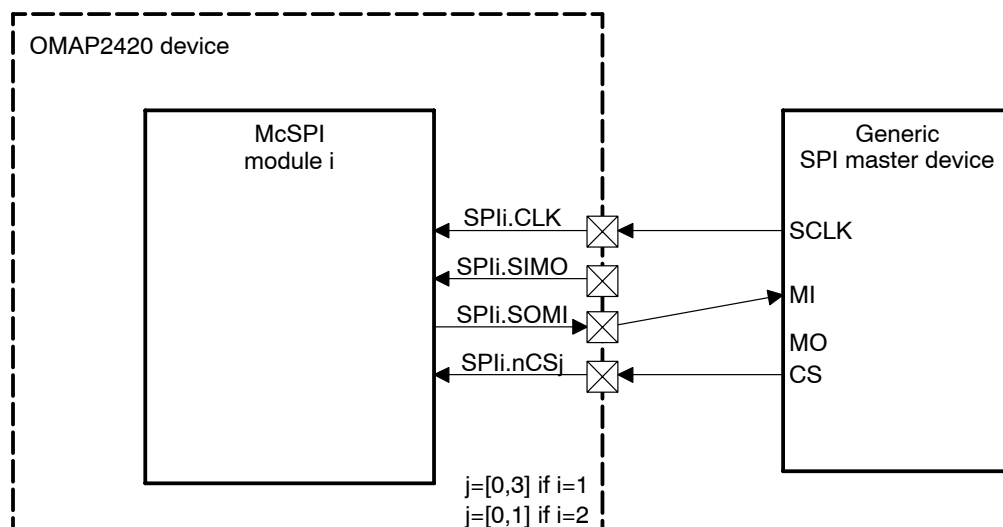 OMAP2420 device
McSPI
module i
Generic
SPI master device
SPIi.CLK
SCLK
SPIi.SIMO
MI
SPIi.SOMI
MO
SPIi.nCSj
CS
j=[0,3] if i=1
j=[0,1] if i=2